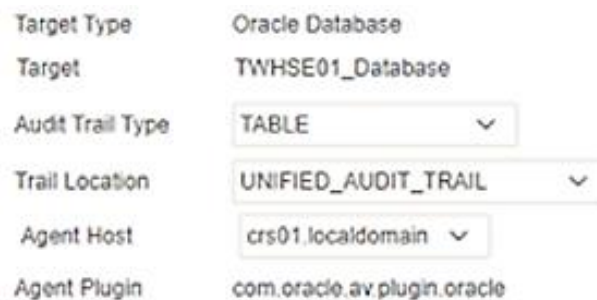 Target Type Oracle Database
Target TWHSE01_Database
Audit Trail Type TABLE
Trail Location UNIFIED_AUDIT_TRAIL
Agent Host crs01.localdomain
Agent Plugin com.oracle.av.plugin.oracle